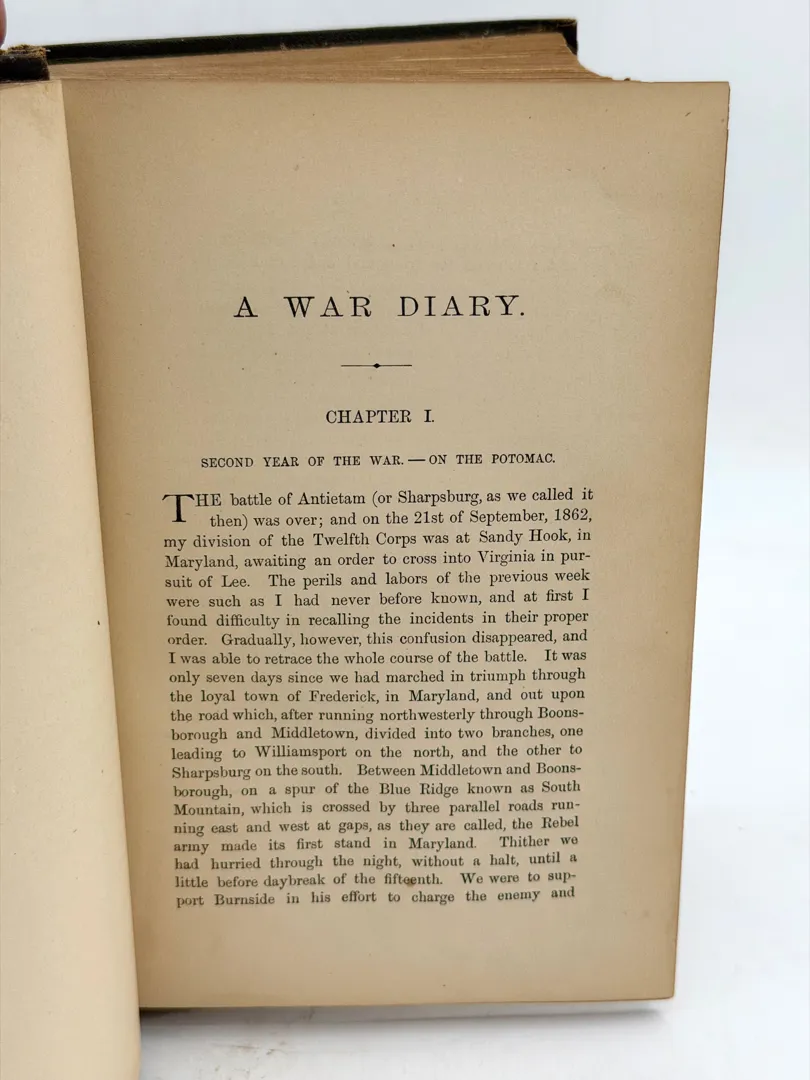 A WAR DIARY.
CHAPTER I.
SECOND YEAR OF THE WAR. — ON THE POTOMAC.
THE battle of Antietam (or Sharpsburg, as we called it
then) was over; and on the 21st of September, 1862,
my division of the Twelfth Corps was at Sandy Hook, in
Maryland, awaiting an order to cross into Virginia in pur-
suit of Lee. The perils and labors of the previous week
were such as I had never before known, and at first I
found difficulty in recalling the incidents in their proper
order. Gradually, however, this confusion disappeared, and
I was able to retrace the whole course of the battle. It was
only seven days since we had marched in triumph through
the loyal town of Frederick, in Maryland, and out upon
the road which, after running northwesterly through Boons-
borough and Middletown, divided into two branches, one
leading to Williamsport on the north, and the other to
Sharpsburg on the south. Between Middletown and Boons-
borough, on a spur of the Blue Ridge known as South
Mountain, which is crossed by three parallel roads run-
ning east and west at gaps, as they are called, the Rebel
army made its first stand in Maryland. Thither we
had hurried through the night, without a halt, until a
little before daybreak of the fifteenth. We were to sup-
port Burnside in his effort to charge the enemy and